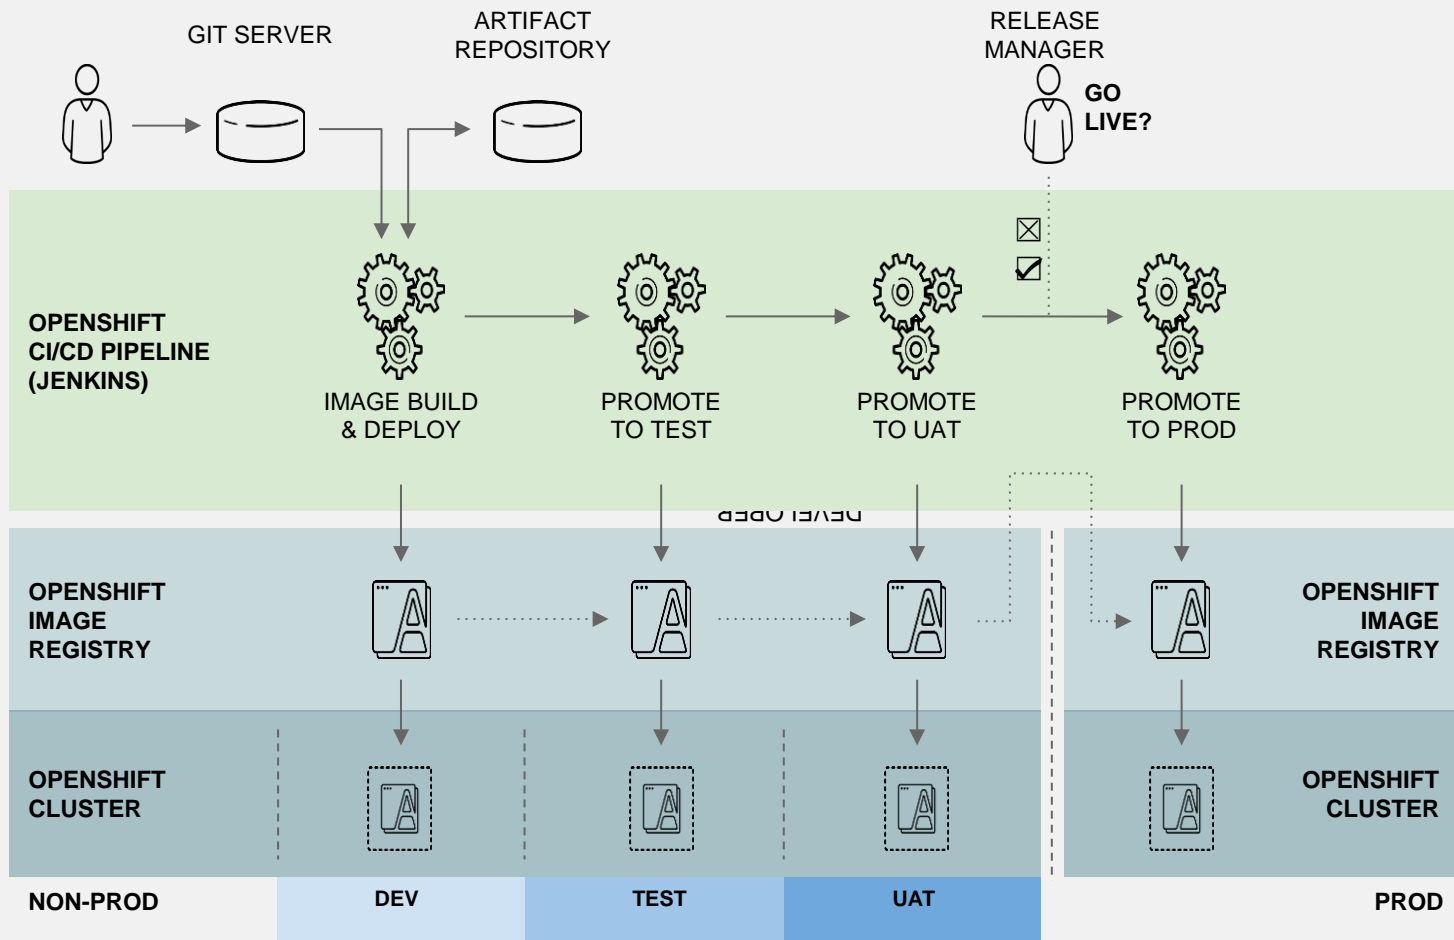 GIT SERVER
ARTIFACT
REPOSITORY
RELEASE
MANAGER
GO
LIVE?
OPENSHIFT
CI/CD PIPELINE
(JENKINS)
IMAGE BUILD
& DEPLOY
PROMOTE
TO TEST
PROMOTE
TO UAT
PROMOTE
TO PROD
DEVELOPER
OPENSHIFT
IMAGE
REGISTRY
OPENSHIFT
IMAGE
REGISTRY
OPENSHIFT
CLUSTER
OPENSHIFT
CLUSTER
NON-PROD
DEV
TEST
UAT
PROD